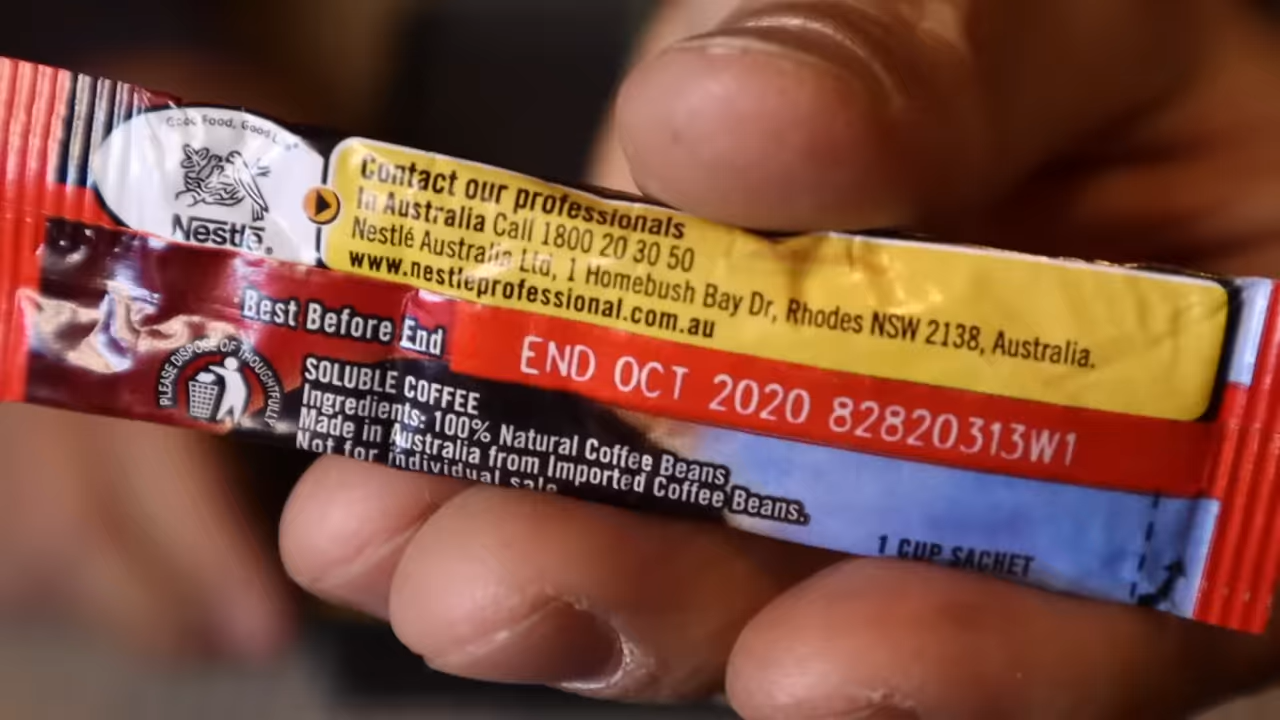 Good Food, Good Life
Nestlé
Contact our professionals
In Australia Call 1800 20 30 50
Nestlé Australia Ltd, 1 Homebush Bay Dr, Rhodes NSW 2138, Australia.
www.nestleprofessional.com.au
Best Before End
END OCT 2020 82820313W1
PLEASE DISPOSE OF THOUGHTFULLY
SOLUBLE COFFEE
Ingredients: 100% Natural Coffee Beans
Made in Australia from Imported Coffee Beans.
Not for individual sale
1 CUP SACHET